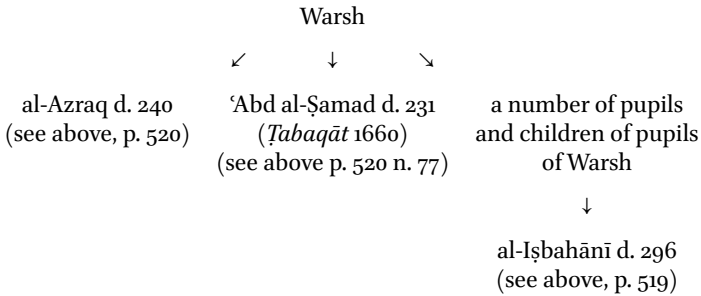 Warsh
↙ ↓ ↘
al-Azraq d. 240
(see above, p. 520)
ʿAbd al-Ṣamad d. 231
(Ṭabaqāt 1660)
(see above p. 520 n. 77)
a number of pupils
and children of pupils
of Warsh
↓
al-Iṣbahānī d. 296
(see above, p. 519)